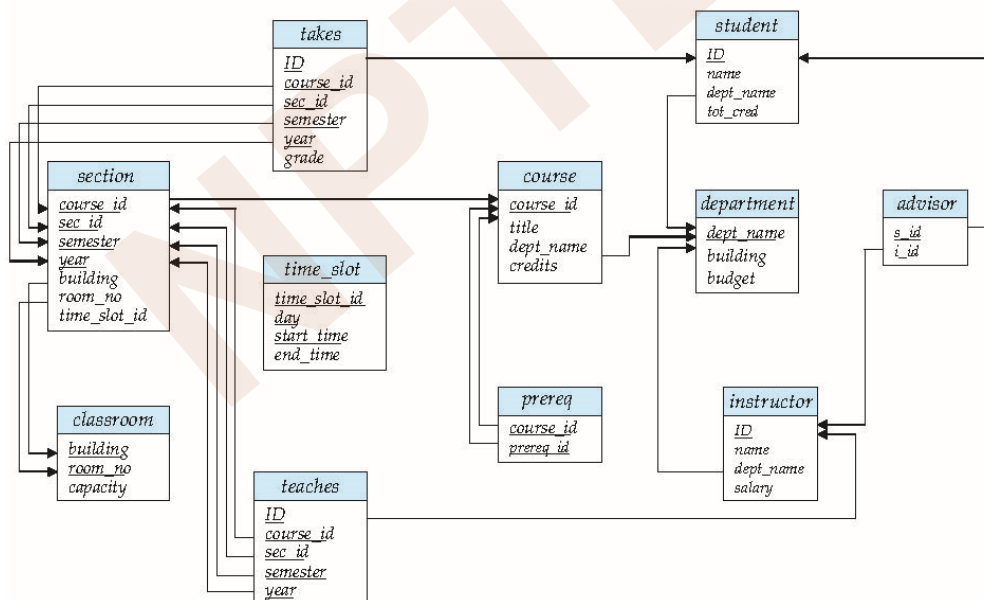 takes
ID
course_id
sec_id
semester
year
grade
student
ID
name
dept_name
tot_cred
section
course_id
sec_id
semester
year
building
room_no
time_slot_id
course
course_id
title
dept_name
credits
department
dept_name
building
budget
advisor
s_id
i_id
time_slot
time_slot_id
day
start_time
end_time
classroom
building
room_no
capacity
prereq
course_id
prereq_id
instructor
ID
name
dept_name
salary
teaches
ID
course_id
sec_id
semester
year
NPTE